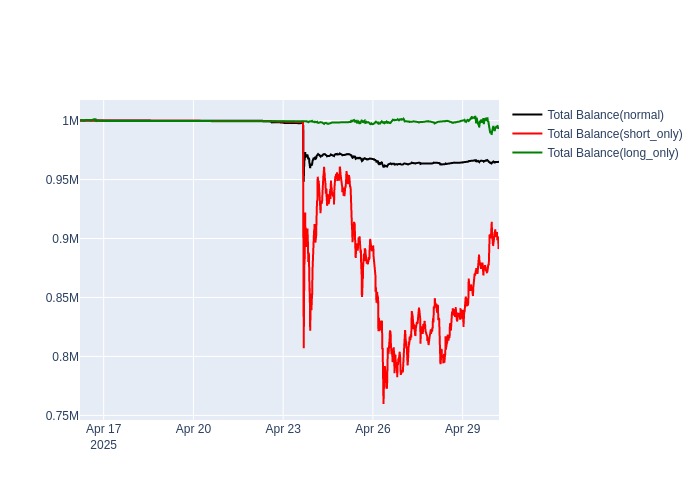 1M
0.95M
0.9M
0.85M
0.8M
0.75M
Apr 17
2025
Apr 20
Apr 23
Apr 26
Apr 29
Total Balance(normal)
Total Balance(short_only)
Total Balance(long_only)